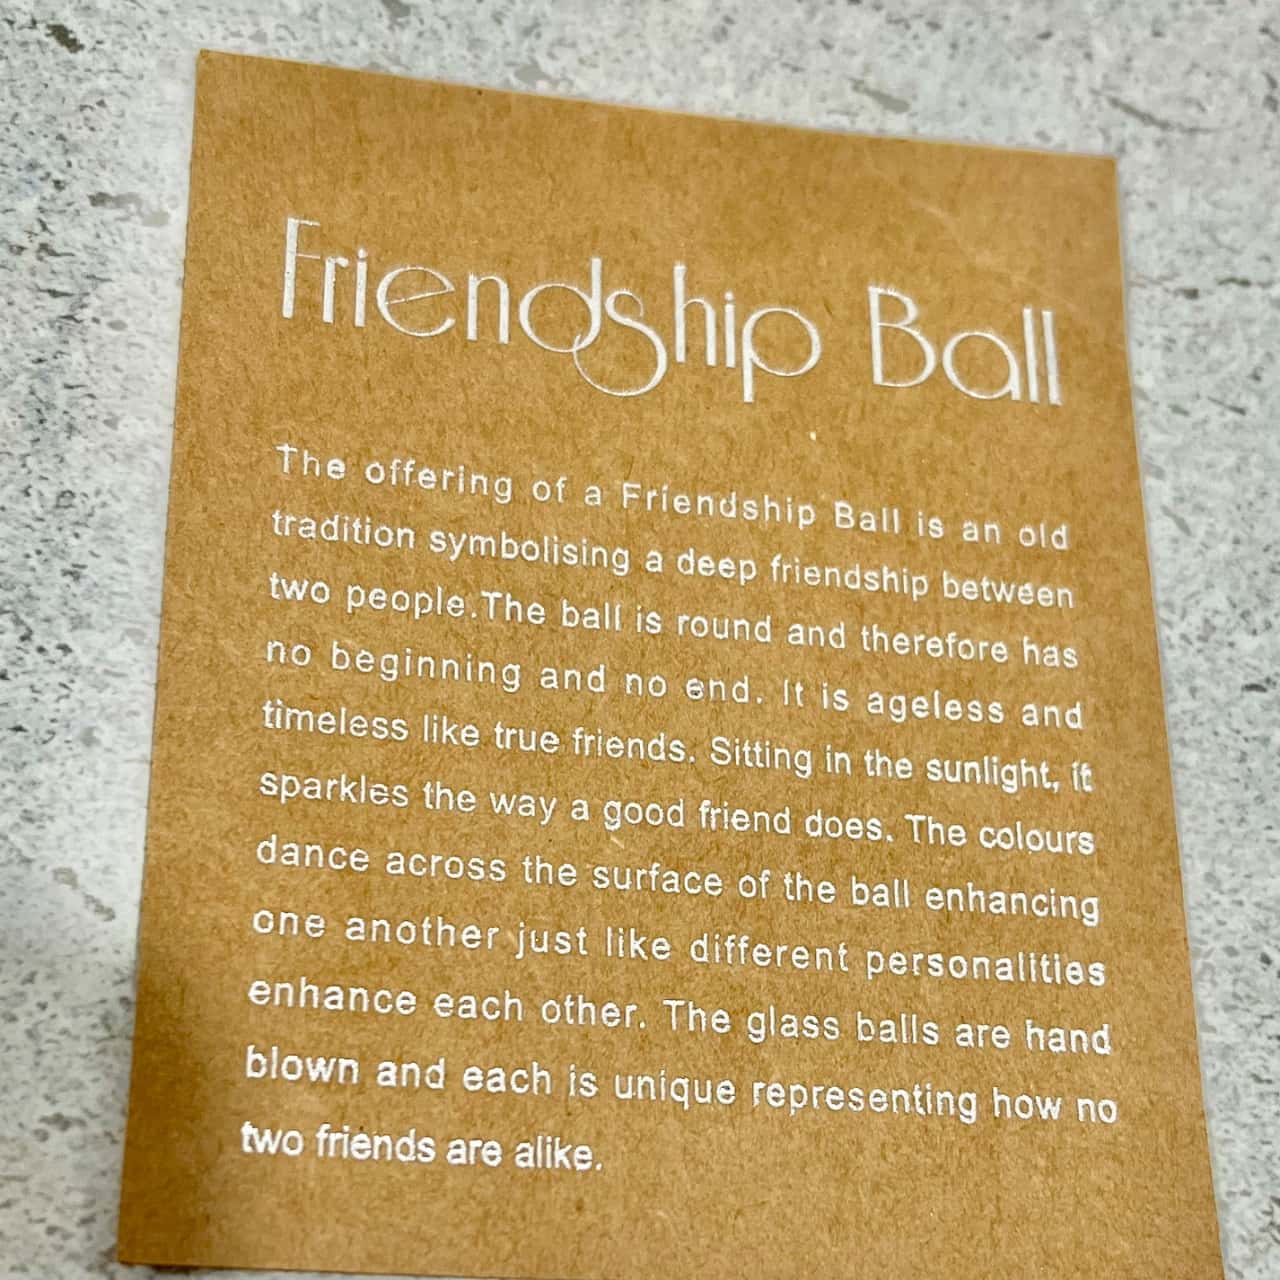 Friendship Ball
The offering of a Friendship Ball is an old
tradition symbolising a deep friendship between
two people.The ball is round and therefore has
no beginning and no end. It is ageless and
timeless like true friends. Sitting in the sunlight, it
sparkles the way a good friend does. The colours
dance across the surface of the ball enhancing
one another just like different personalities
enhance each other. The glass balls are hand
blown and each is unique representing how no
two friends are alike.